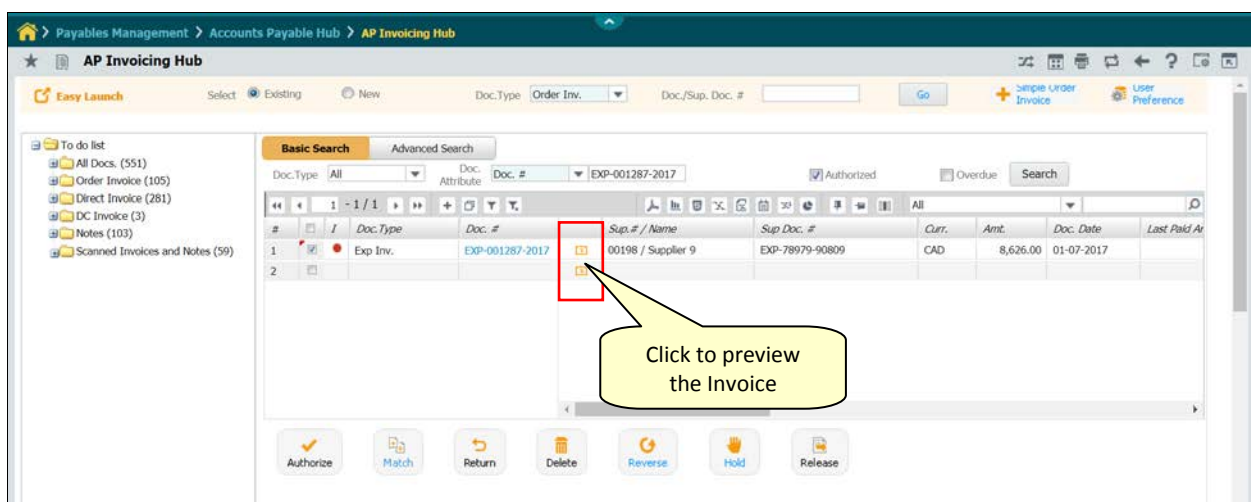 Payables Management > Accounts Payable Hub > AP Invoicing Hub
AP Invoicing Hub
Easy Launch Select Existing New Doc.Type Order Inv. Doc./Sup. Doc. # Go Simple Order Invoice User Preference
To do list
All Docs. (551)
Order Invoice (105)
Direct Invoice (281)
DC Invoice (3)
Notes (103)
Scanned Invoices and Notes (59)
Basic Search Advanced Search
Doc.Type All Doc. Attribute Doc. # EXP-001287-2017 Authorized Overdue Search
1 - 1 / 1 All
# I Doc.Type Doc. # Sup.# / Name Sup Doc. # Curr. Amt. Doc. Date Last Paid Ar
1 Exp Inv. EXP-001287-2017 00198 / Supplier 9 EXP-78979-90809 CAD 8,626.00 01-07-2017
2
Click to preview
the Invoice
Authorize Match Return Delete Reverse Hold Release